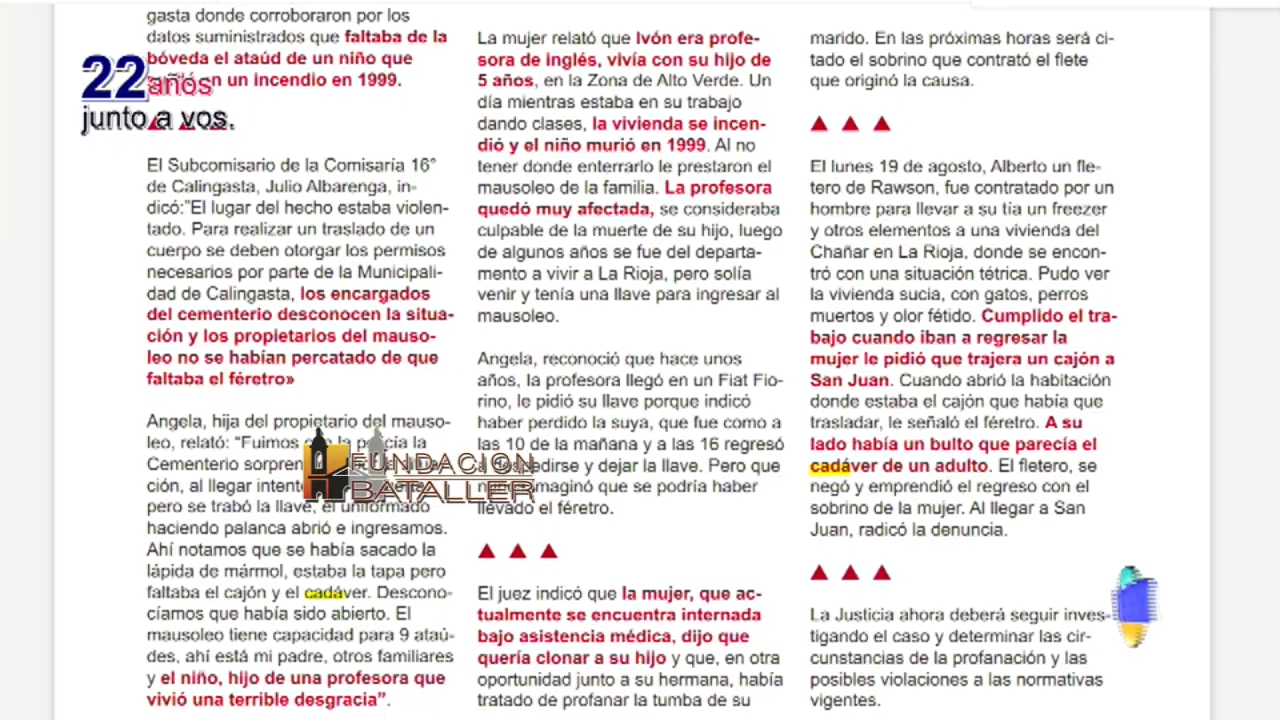 gasta donde corroboraron por los
datos suministrados que faltaba de la
bóveda el ataúd de un niño que
en un incendio en 1999.
22 años
junto a vos.
El Subcomisario de la Comisaría 16°
de Calingasta, Julio Albarenga, in-
dicó:"El lugar del hecho estaba violen-
tado. Para realizar un traslado de un
cuerpo se deben otorgar los permisos
necesarios por parte de la Municipali-
dad de Calingasta, los encargados
del cementerio desconocen la situa-
ción y los propietarios del mauso-
leo no se habían percatado de que
faltaba el féretro»
Angela, hija del propietario del mauso-
leo, relató: "Fuimos la policía la
Cementerio
ción, al llegar
pero se trabó la llave, el uniformado
haciendo palanca abrió e ingresamos.
Ahí notamos que se había sacado la
lápida de mármol, estaba la tapa pero
faltaba el cajón y el cadáver. Descono-
cíamos que había sido abierto. El
mausoleo tiene capacidad para 9 ataú-
des, ahí está mi padre, otros familiares
y el niño, hijo de una profesora que
vivió una terrible desgracia".
FUNDACION
BATALLER
La mujer relató que Ivón era profe-
sora de inglés, vivía con su hijo de
5 años, en la Zona de Alto Verde. Un
día mientras estaba en su trabajo
dando clases, la vivienda se incen-
dió y el niño murió en 1999. Al no
tener donde enterrarlo le prestaron el
mausoleo de la familia. La profesora
quedó muy afectada, se consideraba
culpable de la muerte de su hijo, luego
de algunos años se fue del departa-
mento a vivir a La Rioja, pero solía
venir y tenía una llave para ingresar al
mausoleo.
Angela, reconoció que hace unos
años, la profesora llegó en un Fiat Fio-
rino, le pidió su llave porque indicó
haber perdido la suya, que fue como a
las 10 de la mañana y a las 16 regresó
a despedirse y dejar la llave. Pero que
imaginó que se podría haber
llevado el féretro.
El juez indicó que la mujer, que ac-
tualmente se encuentra internada
bajo asistencia médica, dijo que
quería clonar a su hijo y que, en otra
oportunidad junto a su hermana, había
tratado de profanar la tumba de su
marido. En las próximas horas será ci-
tado el sobrino que contrató el flete
que originó la causa.
El lunes 19 de agosto, Alberto un fle-
tero de Rawson, fue contratado por un
hombre para llevar a su tía un freezer
y otros elementos a una vivienda del
Chañar en La Rioja, donde se encon-
tró con una situación tétrica. Pudo ver
la vivienda sucia, con gatos, perros
muertos y olor fétido. Cumplido el tra-
bajo cuando iban a regresar la
mujer le pidió que trajera un cajón a
San Juan. Cuando abrió la habitación
donde estaba el cajón que había que
trasladar, le señaló el féretro. A su
lado había un bulto que parecía el
cadáver de un adulto. El fletero, se
negó y emprendió el regreso con el
sobrino de la mujer. Al llegar a San
Juan, radicó la denuncia.
La Justicia ahora deberá seguir inves-
tigando el caso y determinar las cir-
cunstancias de la profanación y las
posibles violaciones a las normativas
vigentes.